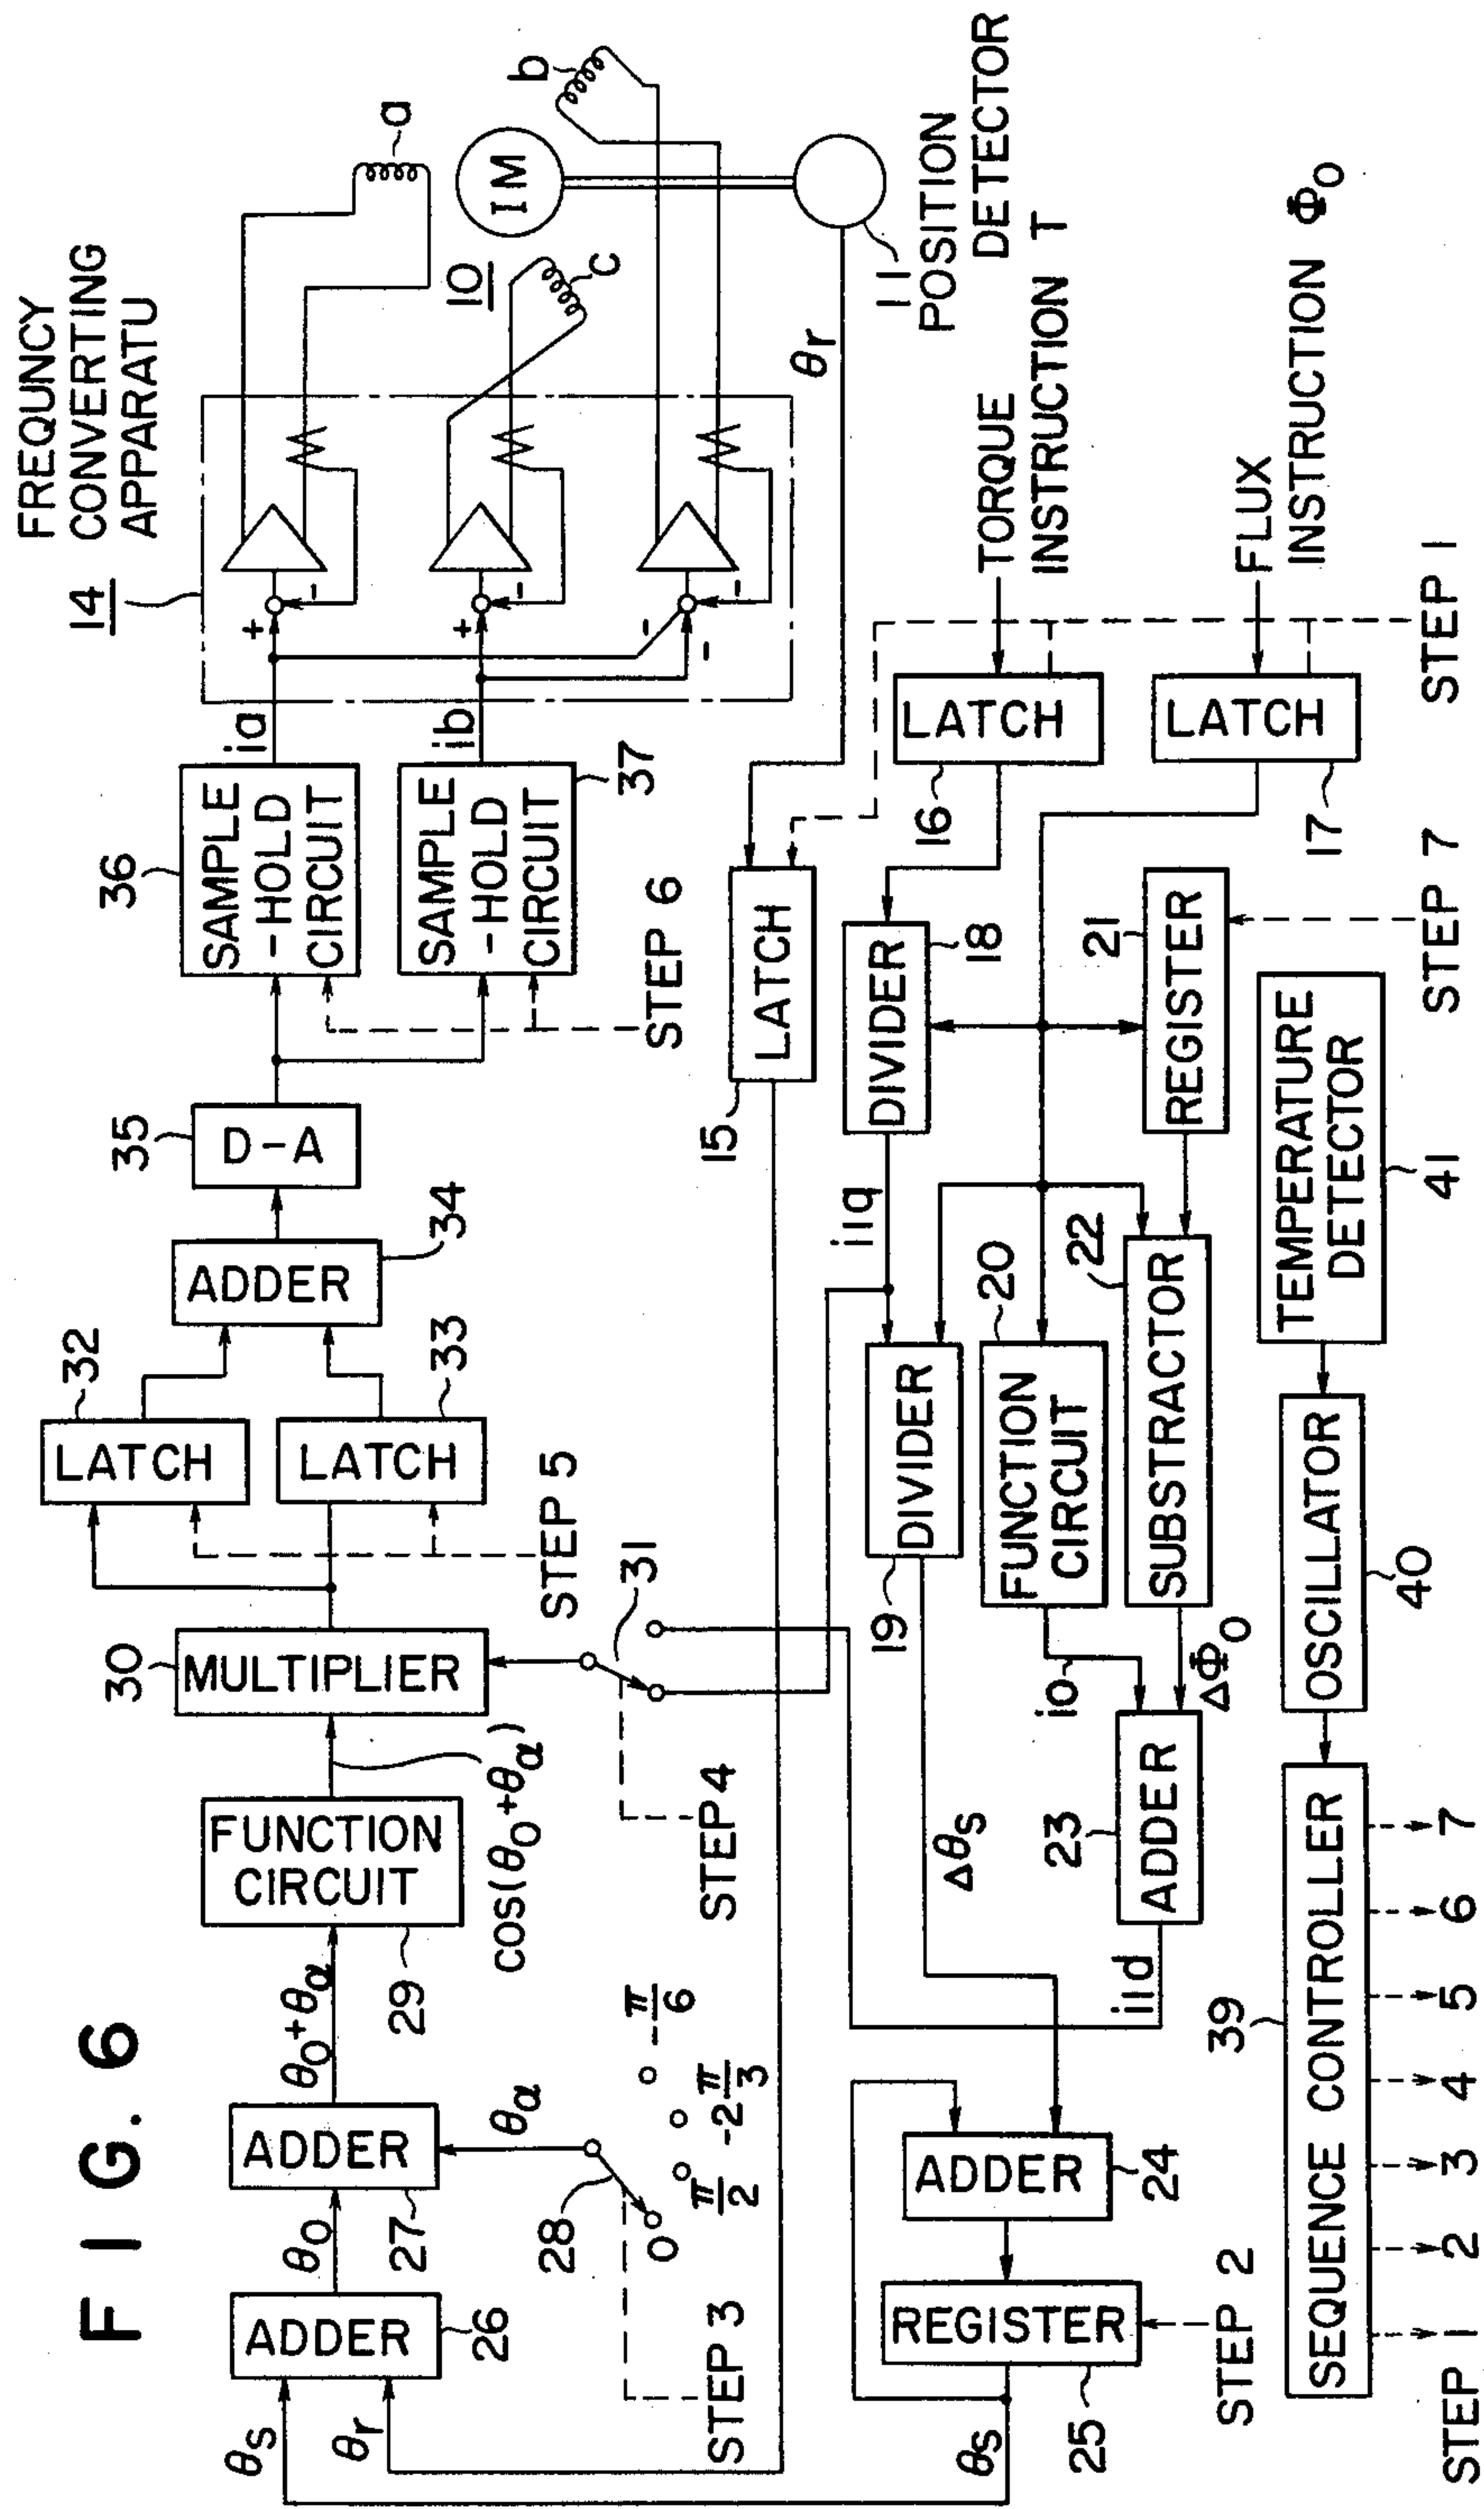 FIG. 6
θs
θr
ADDER
26
θ0
ADDER
27
θ0+θα
FUNCTION
CIRCUIT
29
cos(θ0+θα)
30
MULTIPLIER
32
LATCH
LATCH
33
ADDER
34
35
D-A
36
SAMPLE
-HOLD
CIRCUIT
SAMPLE
-HOLD
CIRCUIT
37
ia
ib
14
FREQUNCY
CONVERTING
APPARATU
+
-
+
-
-
-
-
a
b
c
10
IM
11
POSITION
DETECTOR
θr
θα
28
0
π/2
-2π/3
-π/6
STEP 3
STEP 4
31
STEP 5
STEP 6
15
LATCH
16
LATCH
TORQUE
INSTRUCTION T
17
LATCH
FLUX
INSTRUCTION Φ0
STEP 1
DIVIDER
18
i1q
21
REGISTER
STEP 7
19
DIVIDER
20
FUNCTION
CIRCUIT
22
SUBSTRACTOR
Δθs
io
ΔΦ0
23
ADDER
i1d
ADDER
24
REGISTER
25
θs
STEP 2
39
SEQUENCE CONTROLLER
OSCILLATOR
40
TEMPERATURE
DETECTOR
41
STEP 1 2 3 4 5 6 7